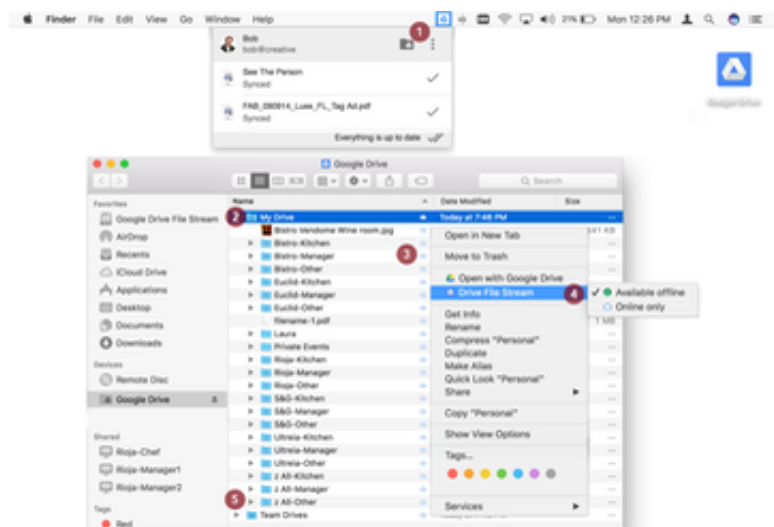 Finder File Edit View Go Window Help 21% Mon 12:26 PM
1
Bob
bob@creative
See The Person
Synced
FAB_090914_Luxe_FL_Tag Ad.pdf
Synced
Everything is up to date
Google Drive
Google Drive
Search
Favorites
Google Drive File Stream
AirDrop
Recents
iCloud Drive
Applications
Desktop
Documents
Downloads
Devices
Remote Disc
Google Drive
Shared
Rioja-Chef
Rioja-Manager1
Rioja-Manager2
Tags
Red
Name Date Modified Size
2 My Drive Today at 7:46 PM --
Bistro Vendome Wine room.jpg 541 KB
Bistro-Kitchen
3
Bistro-Manager
Bistro-Other
Euclid-Kitchen
Euclid-Manager
Euclid-Other
filename-1.pdf 1 MB
Laura
Private Events
Rioja-Kitchen
Rioja-Manager
Rioja-Other
S&G-Kitchen
S&G-Manager
S&G-Other
Ultreia-Kitchen
Ultreia-Manager
Ultreia-Other
z All-Kitchen
z All-Manager
5 z All-Other
Team Drives
Open in New Tab
Move to Trash
Open with Google Drive
Drive File Stream 4
Available offline
Online only
Get Info
Rename
Compress "Personal"
Duplicate
Make Alias
Quick Look "Personal"
Share
Copy "Personal"
Show View Options
Tags...
Services